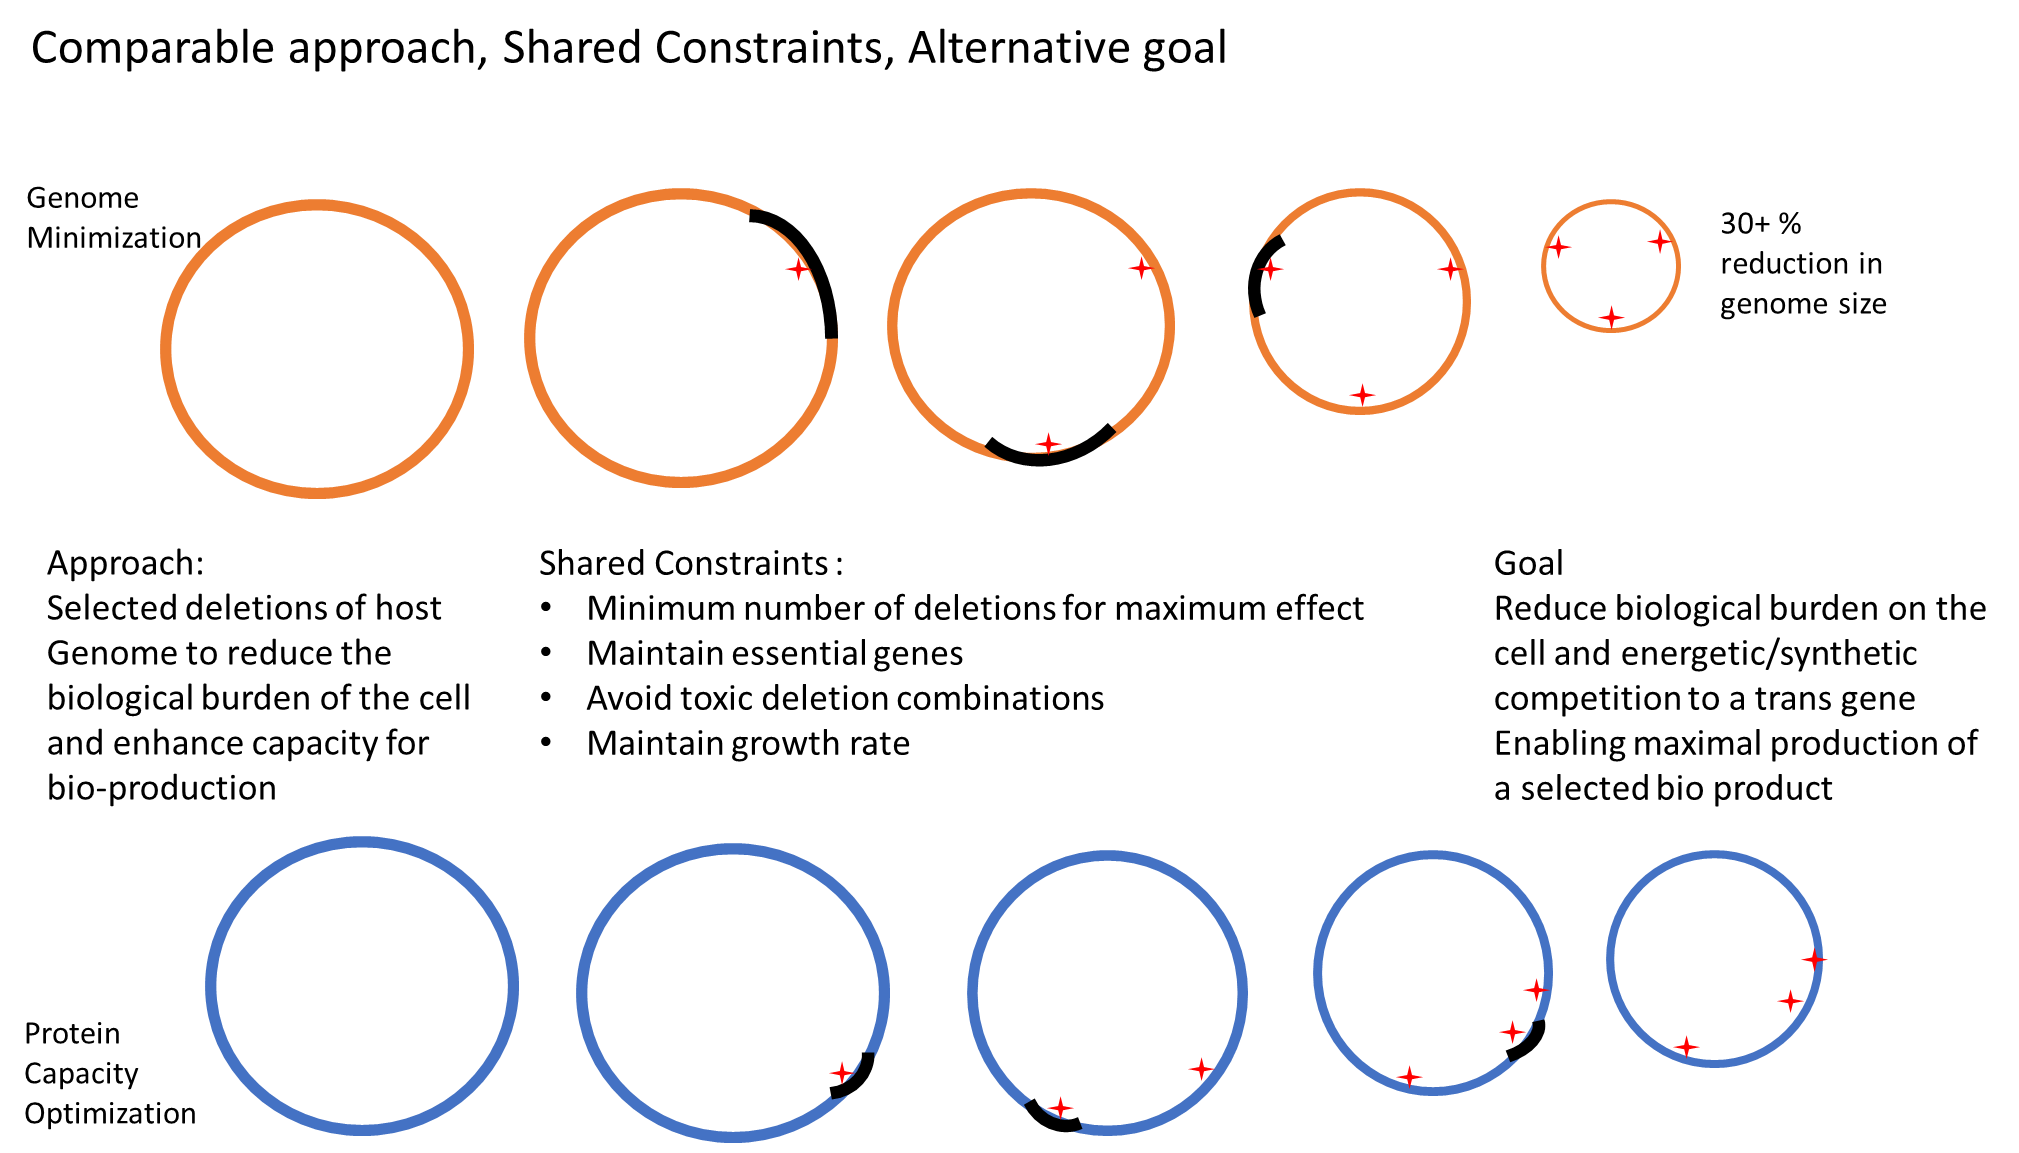 Comparable approach, Shared Constraints, Alternative goal
Genome
Minimization
30+ %
reduction in
genome size
Approach:
Selected deletions of host
Genome to reduce the
biological burden of the cell
and enhance capacity for
bio-production
Shared Constraints :
• Minimum number of deletions for maximum effect
• Maintain essential genes
• Avoid toxic deletion combinations
• Maintain growth rate
Goal
Reduce biological burden on the
cell and energetic/synthetic
competition to a trans gene
Enabling maximal production of
a selected bio product
Protein
Capacity
Optimization